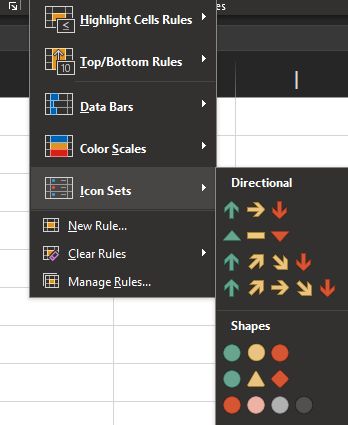 Highlight Cells Rules
≤
Top/Bottom Rules
10
Data Bars
Color Scales
Icon Sets
New Rule...
Clear Rules
Manage Rules...
Directional
Shapes